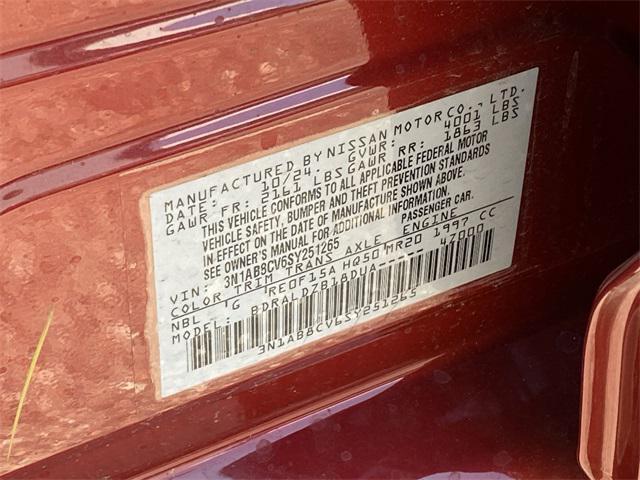 MANUFACTURED BY NISSAN MOTOR CO., LTD.
DATE: 10/24 GVWR: 4001 LBS
GAWR FR: 2161 LBS GAWR RR: 1863 LBS
THIS VEHICLE CONFORMS TO ALL APPLICABLE FEDERAL MOTOR
VEHICLE SAFETY, BUMPER AND THEFT PREVENTION STANDARDS
IN EFFECT ON THE DATE OF MANUFACTURE SHOWN ABOVE.
SEE OWNER'S MANUAL FOR ADDITIONAL INFORMATION.
VIN: 3N1AB8CV6SY251265 PASSENGER CAR.
COLOR TRIM TRANS AXLE ENGINE
NBL G RE0F15A HQ50 MR20 1997 CC
MODEL: BDRALDZB18DUA----- 47000
3N1AB8CV6SY251265